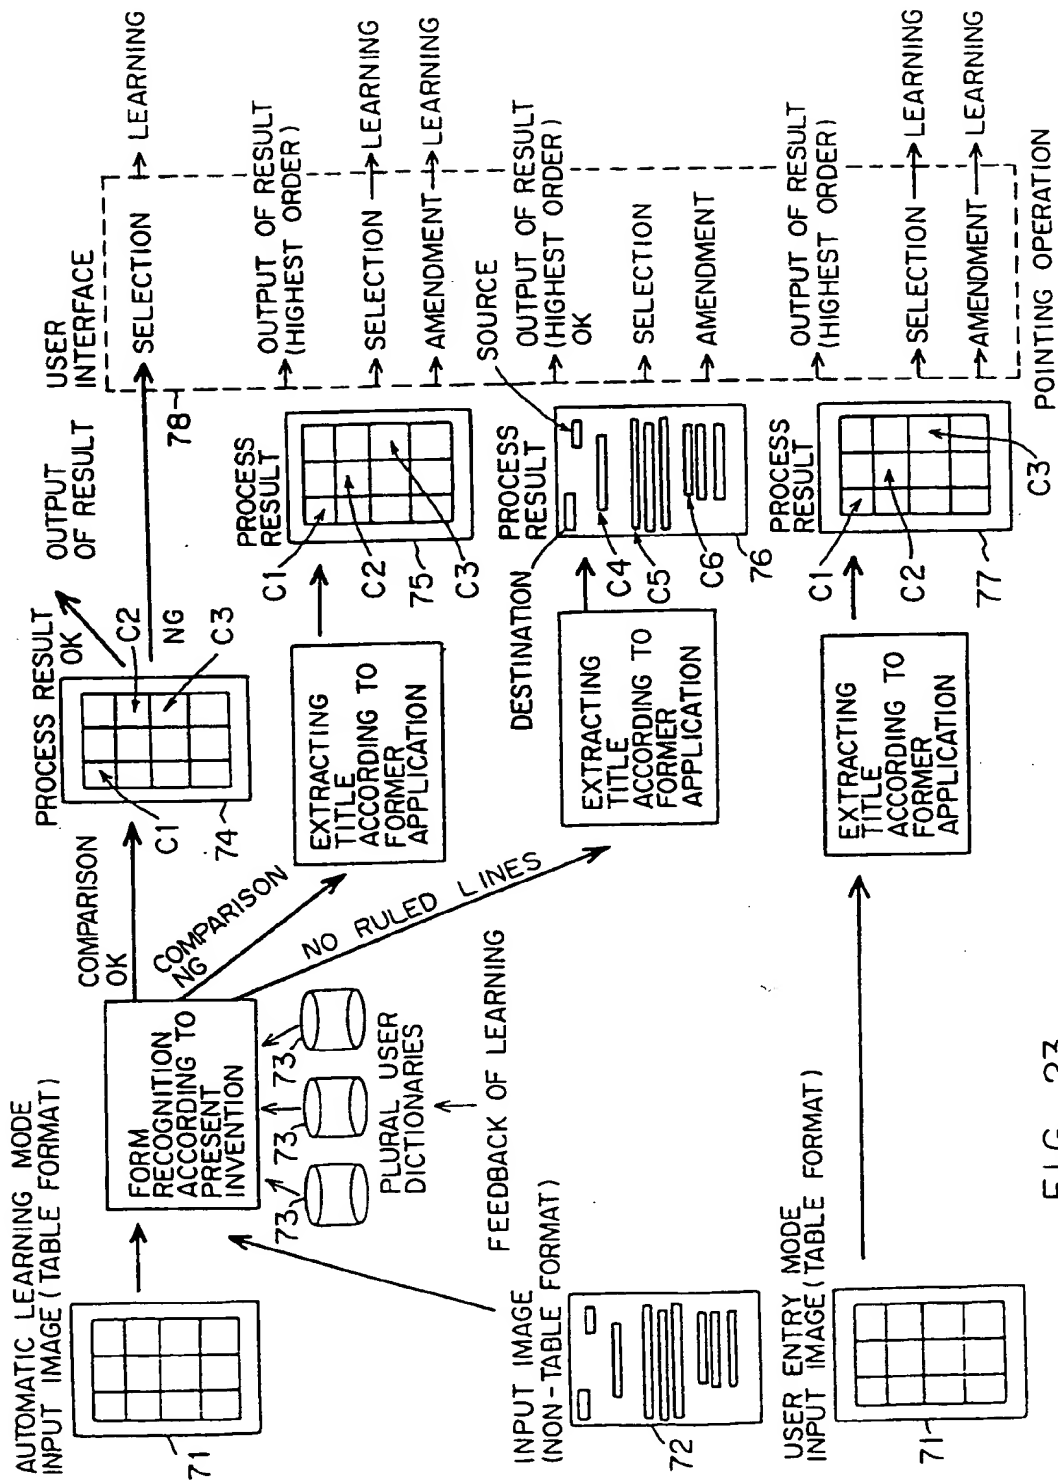 AUTOMATIC LEARNING MODE
INPUT IMAGE (TABLE FORMAT)
71
FORM
RECOGNITION
ACCORDING TO
PRESENT
INVENTION
73
73
73
PLURAL USER
DICTIONARIES
FEEDBACK OF LEARNING
COMPARISON
OK
COMPARISON
NG
NO RULED LINES
PROCESS RESULT
OK
C1
C2
NG
C3
74
OUTPUT
OF RESULT
USER
INTERFACE
78
SELECTION
LEARNING
EXTRACTING
TITLE
ACCORDING TO
FORMER
APPLICATION
PROCESS
RESULT
C1
C2
75
C3
OUTPUT OF RESULT
(HIGHEST ORDER)
SELECTION
LEARNING
AMENDMENT
LEARNING
INPUT IMAGE
(NON-TABLE FORMAT)
72
EXTRACTING
TITLE
ACCORDING TO
FORMER
APPLICATION
DESTINATION
PROCESS
RESULT
SOURCE
C4
C5
C6
76
OUTPUT OF RESULT
(HIGHEST ORDER)
OK
SELECTION
AMENDMENT
USER ENTRY MODE
INPUT IMAGE (TABLE FORMAT)
71
EXTRACTING
TITLE
ACCORDING TO
FORMER
APPLICATION
PROCESS
RESULT
C1
C2
77
C3
OUTPUT OF RESULT
(HIGHEST ORDER)
SELECTION
LEARNING
AMENDMENT
LEARNING
POINTING OPERATION
FIG. 23